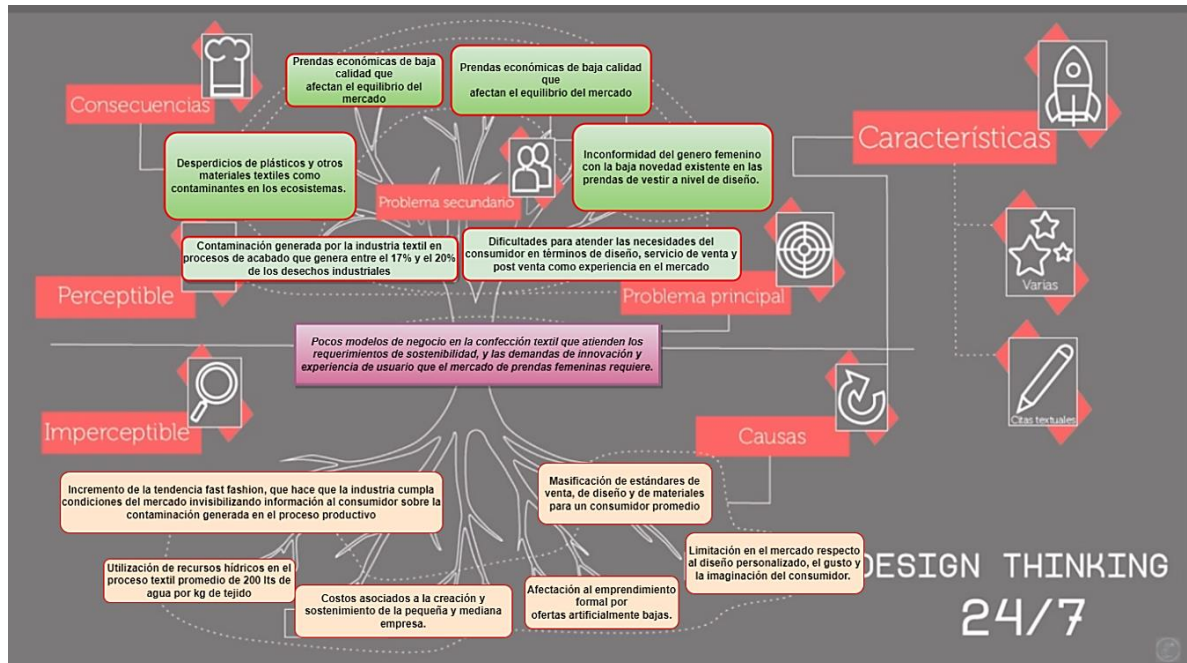 Consecuencias
Prendas económicas de baja
calidad que
afectan el equilibrio del
mercado
Prendas económicas de baja calidad
que
afectan el equilibrio del mercado
Características
Desperdicios de plásticos y otros
materiales textiles como
contaminantes en los ecosistemas.
Problema secundario
Inconformidad del genero femenino
con la baja novedad existente en las
prendas de vestir a nivel de diseño.
Contaminación generada por la industria textil en
procesos de acabado que genera entre el 17% y el 20%
de los desechos industriales
Dificultades para atender las necesidades del
consumidor en términos de diseño, servicio de venta y
post venta como experiencia en el mercado
Varias
Perceptible
Problema principal
Pocos modelos de negocio en la confección textil que atienden los
requerimientos de sostenibilidad, y las demandas de innovación y
experiencia de usuario que el mercado de prendas femeninas requiere.
Imperceptible
Causas
Citas textuales
Incremento de la tendencia fast fashion, que hace que la industria cumpla
condiciones del mercado invisibilizando información al consumidor sobre la
contaminación generada en el proceso productivo
Masificación de estándares de
venta, de diseño y de materiales
para un consumidor promedio
Utilización de recursos hídricos en el
proceso textil promedio de 200 lts de
agua por kg de tejido
Costos asociados a la creación y
sostenimiento de la pequeña y mediana
empresa.
Afectación al emprendimiento
formal por
ofertas artificialmente bajas.
Limitación en el mercado respecto
al diseño personalizado, el gusto y
la imaginación del consumidor.
DESIGN THINKING
24/7